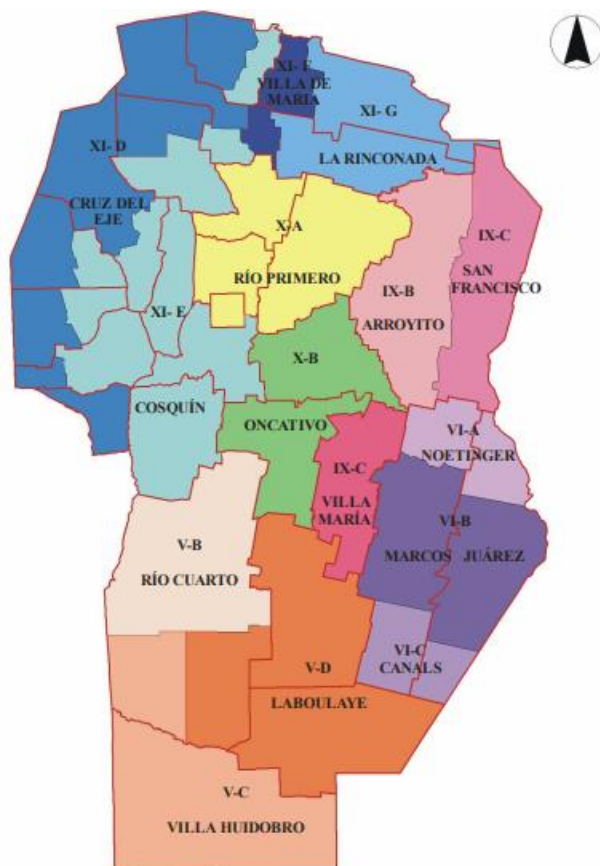 XI- F
VILLA DE
MARÍA
XI- G
XI- D
LA RINCONADA
CRUZ DEL
EJE
X-A
IX-C
SAN
FRANCISCO
RÍO PRIMERO
IX-B
ARROYITO
XI- E
X-B
COSQUÍN
ONCATIVO
VI-A
NOETINGER
IX-C
VILLA
MARÍA
VI-B
MARCOS JUÁREZ
V-B
RÍO CUARTO
VI-C
CANALS
V-D
LABOULAYE
V-C
VILLA HUIDOBRO